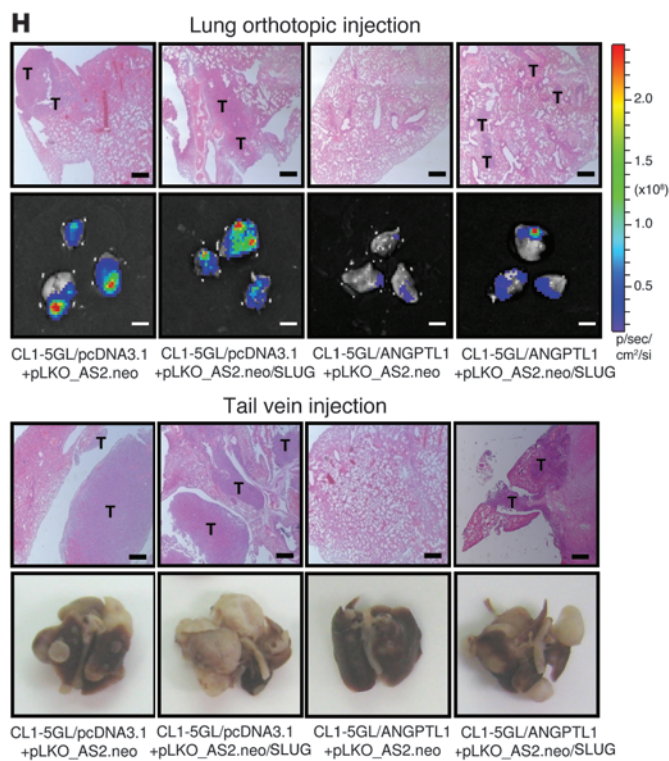 H
Lung orthotopic injection
T
T
T
T
T
T
T
T
2.0
1.5
(x10⁸)
1.0
0.5
p/sec/
cm²/si
CL1-5GL/pcDNA3.1
+pLKO_AS2.neo
CL1-5GL/pcDNA3.1
+pLKO_AS2.neo/SLUG
CL1-5GL/ANGPTL1
+pLKO_AS2.neo
CL1-5GL/ANGPTL1
+pLKO_AS2.neo/SLUG
Tail vein injection
T
T
T
T
T
T
T
CL1-5GL/pcDNA3.1
+pLKO_AS2.neo
CL1-5GL/pcDNA3.1
+pLKO_AS2.neo/SLUG
CL1-5GL/ANGPTL1
+pLKO_AS2.neo
CL1-5GL/ANGPTL1
+pLKO_AS2.neo/SLUG